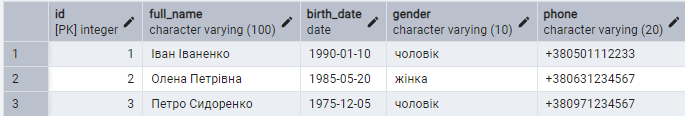 id full_name birth_date gender phone
[PK] integer character varying (100) date character varying (10) character varying (20)
1 1 Іван Іваненко 1990-01-10 чоловік +380501112233
2 2 Олена Петрівна 1985-05-20 жінка +380631234567
3 3 Петро Сидоренко 1975-12-05 чоловік +380971234567